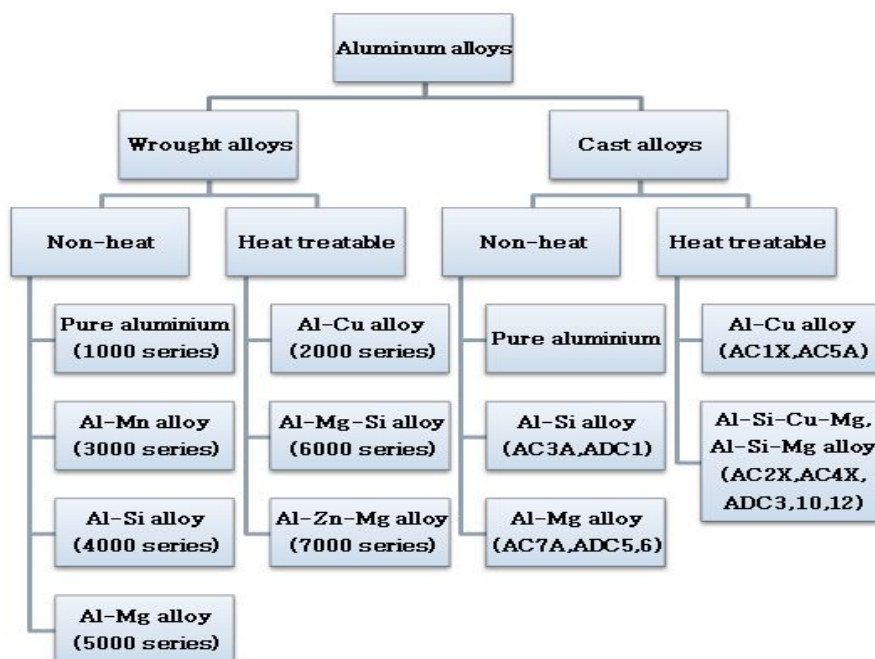 Aluminum alloys
Wrought alloys
Cast alloys
Non-heat
Heat treatable
Non-heat
Heat treatable
Pure aluminium
(1000 series)
Al-Mn alloy
(3000 series)
Al-Si alloy
(4000 series)
Al-Mg alloy
(5000 series)
Al-Cu alloy
(2000 series)
Al-Mg-Si alloy
(6000 series)
Al-Zn-Mg alloy
(7000 series)
Pure aluminium
Al-Si alloy
(AC3A,ADC1)
Al-Mg alloy
(AC7A,ADC5,6)
Al-Cu alloy
(AC1X,AC5A)
Al-Si-Cu-Mg,
Al-Si-Mg alloy
(AC2X,AC4X,
ADC3,10,12)